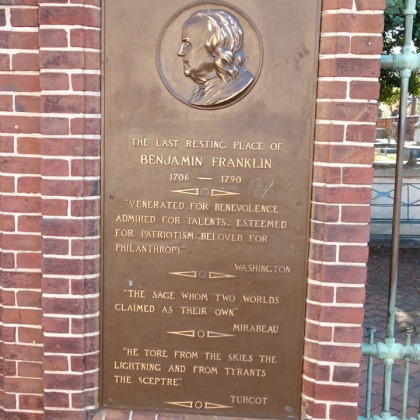 THE LAST RESTING PLACE OF
BENJAMIN FRANKLIN
1706 — 1790
"VENERATED FOR BENEVOLENCE
ADMIRED FOR TALENTS. ESTEEMED
FOR PATRIOTISM. BELOVED FOR
PHILANTHROPY."
WASHINGTON
"THE SAGE WHOM TWO WORLDS
CLAIMED AS THEIR OWN"
MIRABEAU
"HE TORE FROM THE SKIES THE
LIGHTNING AND FROM TYRANTS
THE SCEPTRE"
TURGOT